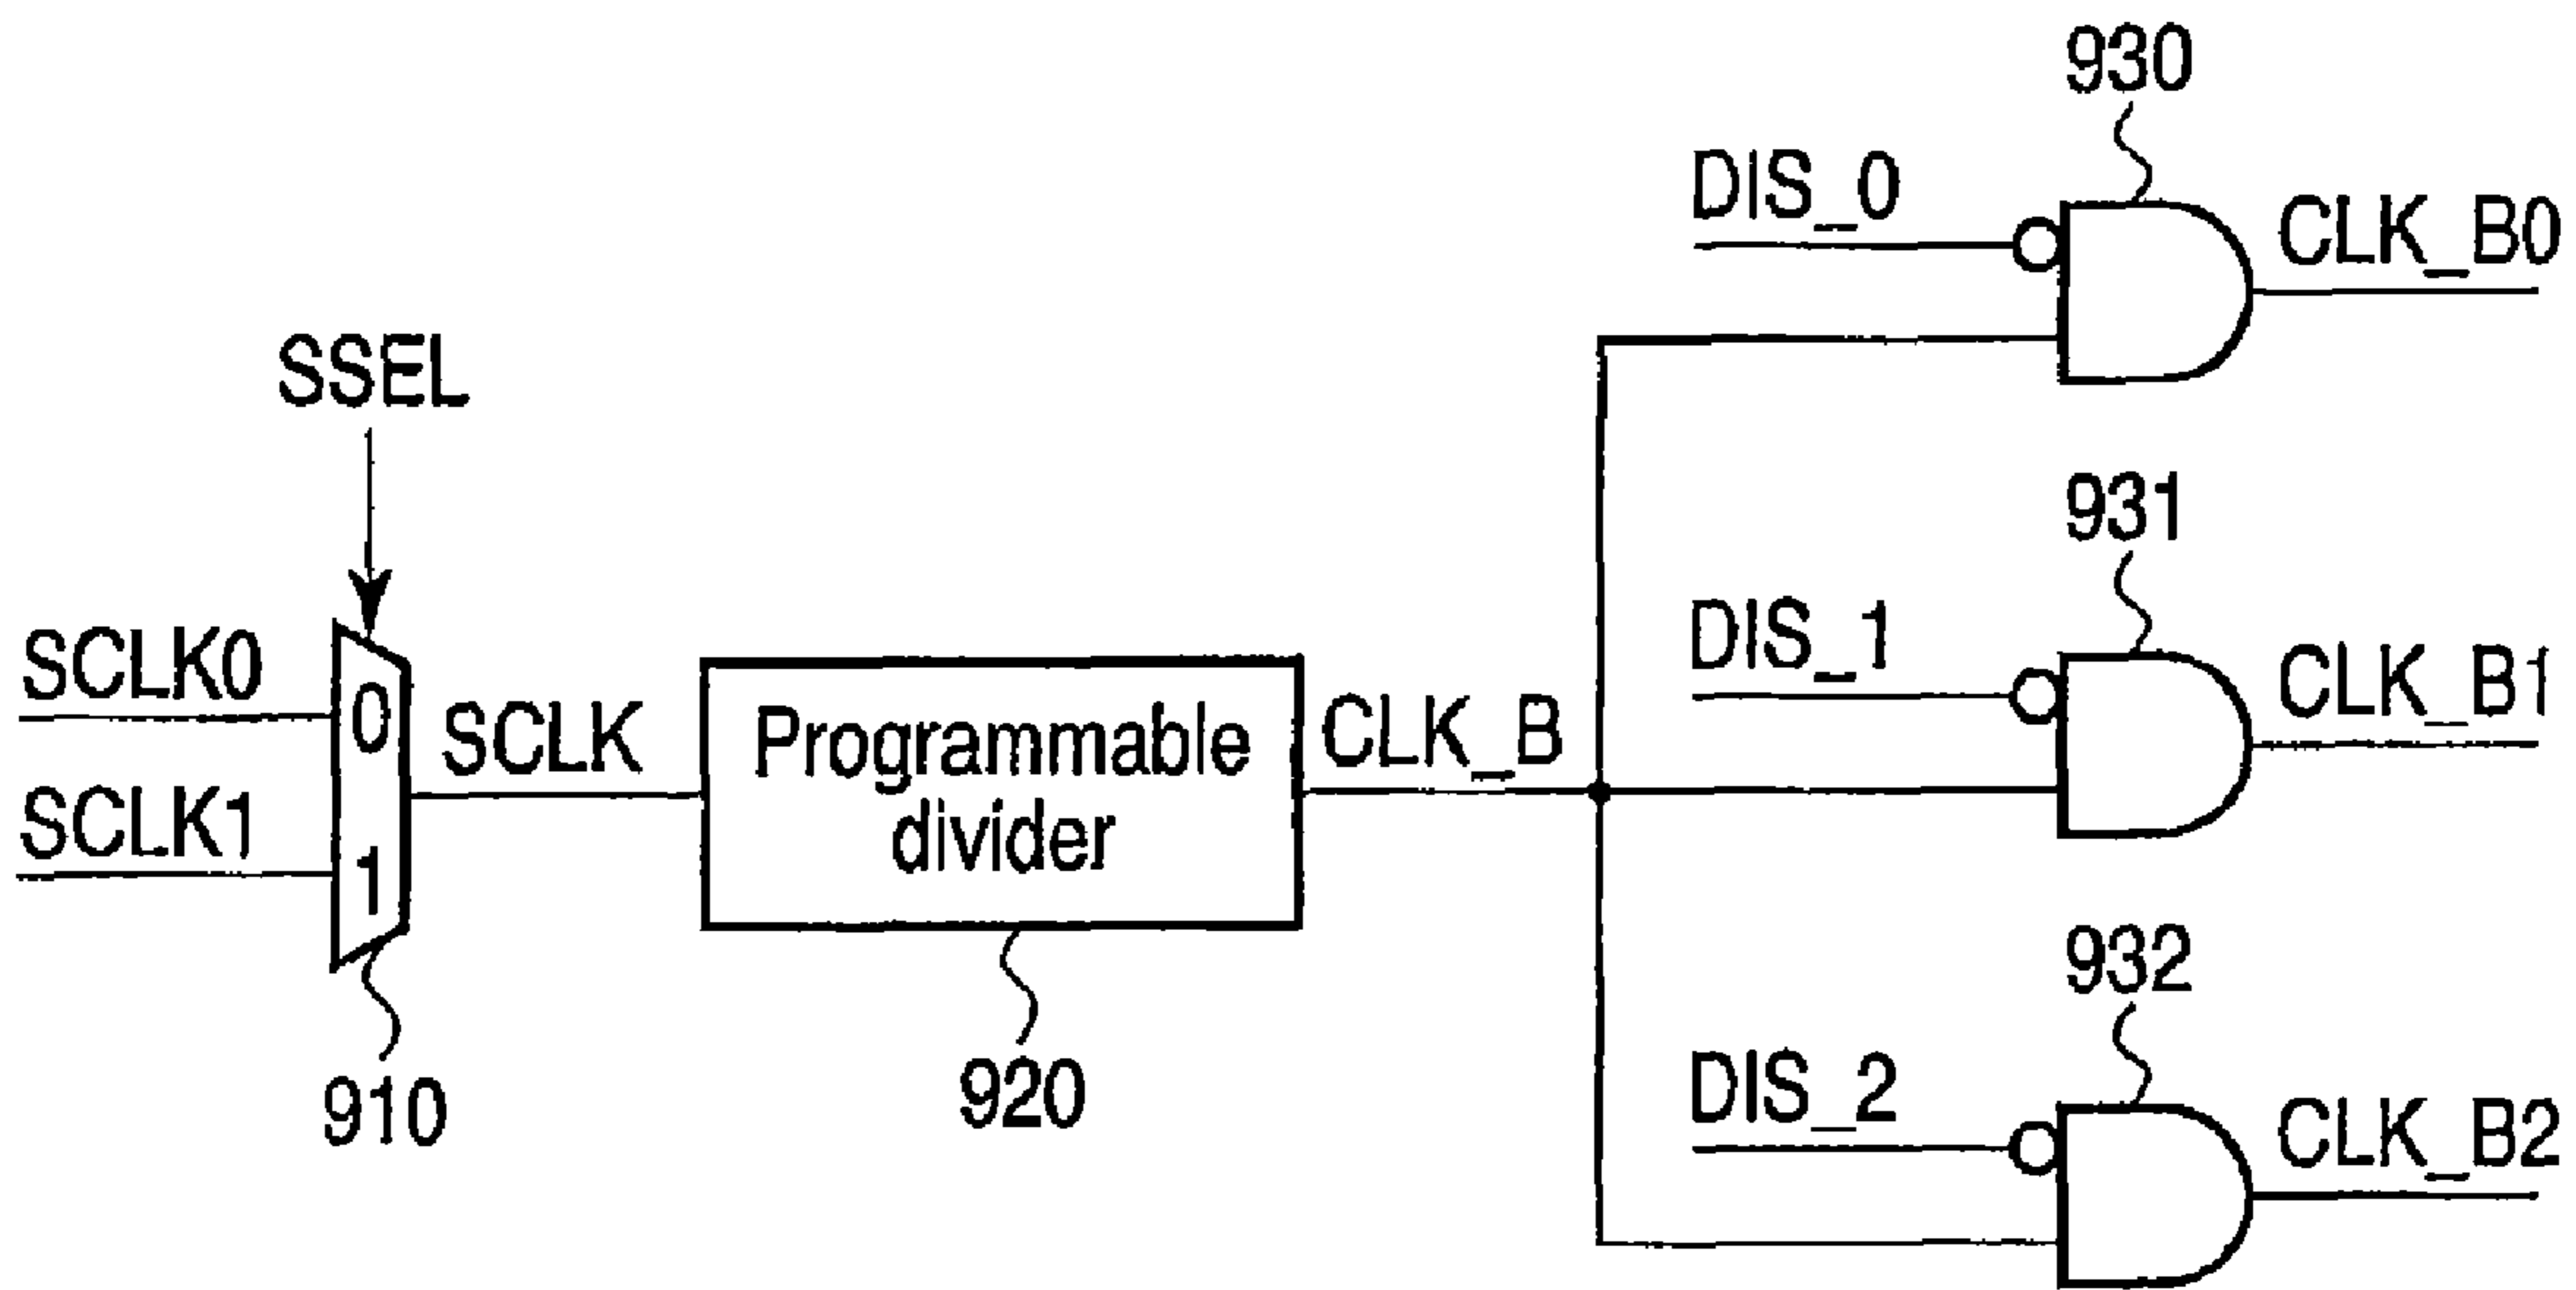 930
DIS_0
CLK_B0
SSEL
931
DIS_1
CLK_B1
SCLK0
0
SCLK
Programmable
divider
CLK_B
SCLK1
1
932
910
920
DIS_2
CLK_B2